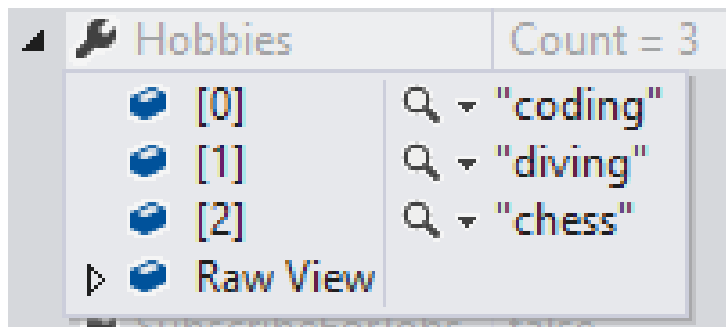 Hobbies Count = 3
[0] "coding"
[1] "diving"
[2] "chess"
Raw View